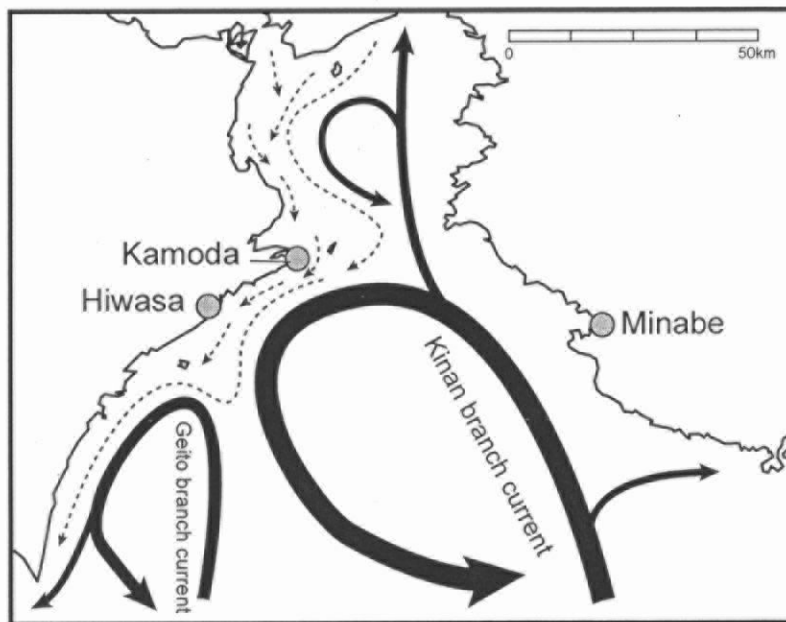 0
50km
Kamoda
Hiwasa
Minabe
Kinan branch current
Geito branch current